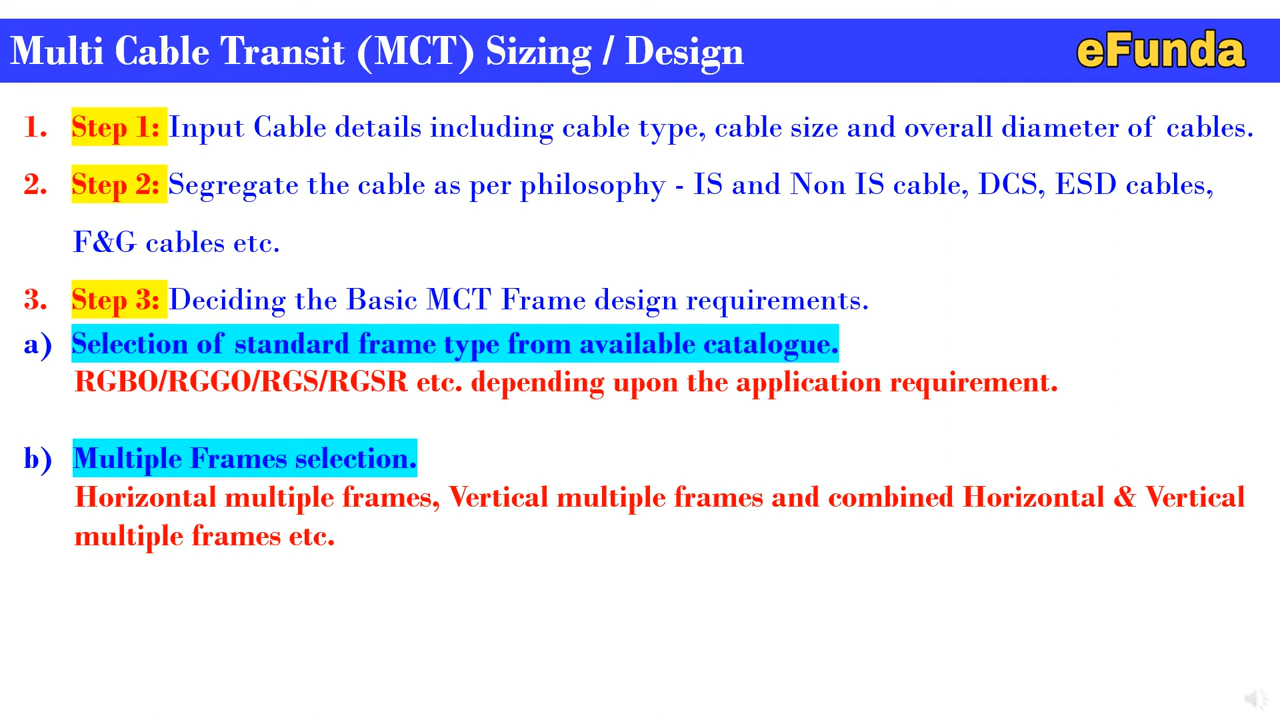 Multi Cable Transit (MCT) Sizing / Design
eFunda
1. Step 1: Input Cable details including cable type, cable size and overall diameter of cables.
2. Step 2: Segregate the cable as per philosophy - IS and Non IS cable, DCS, ESD cables,
F&G cables etc.
3. Step 3: Deciding the Basic MCT Frame design requirements.
a) Selection of standard frame type from available catalogue.
RGBO/RGGO/RGS/RGSR etc. depending upon the application requirement.
b) Multiple Frames selection.
Horizontal multiple frames, Vertical multiple frames and combined Horizontal & Vertical
multiple frames etc.